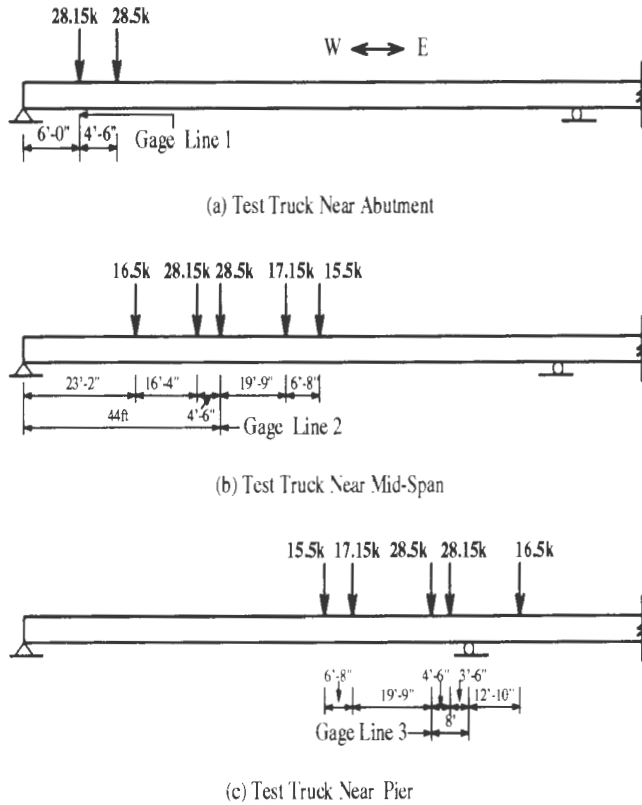 28.15k 28.5k
W E
6'-0" 4'-6"
Gage Line 1
(a) Test Truck Near Abutment
16.5k 28.15k 28.5k 17.15k 15.5k
23'-2" 16'-4" 19'-9" 6'-8"
4'-6"
44ft
Gage Line 2
(b) Test Truck Near Mid-Span
15.5k 17.15k 28.5k 28.15k 16.5k
6'-8" 4'-6" 3'-6"
19'-9" 12'-10"
8'
Gage Line 3
(c) Test Truck Near Pier